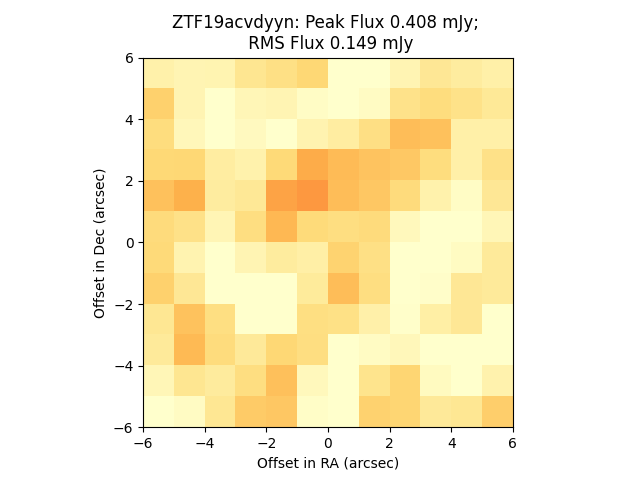 ZTF19acvdyyn: Peak Flux 0.408 mJy;
RMS Flux 0.149 mJy
6
4
2
0
−2
−4
−6
Offset in Dec (arcsec)
−6 −4 −2 0 2 4 6
Offset in RA (arcsec)